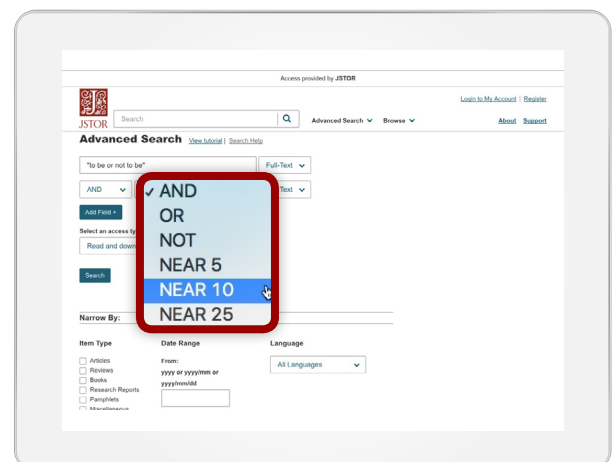 Access provided by JSTOR
Login to My Account | Register
JSTOR
Search
Advanced Search
Browse
About Support
Advanced Search View tutorial | Search Help
"to be or not to be"
Full-Text
AND
Text
✓ AND
OR
NOT
NEAR 5
NEAR 10
NEAR 25
Add Field +
Select an access ty
Read and down
Search
Narrow By:
Item Type
Date Range
Language
Articles
Reviews
Books
Research Reports
Pamphlets
Miscellaneous
From:
yyyy or yyyy/mm or
yyyy/mm/dd
All Languages